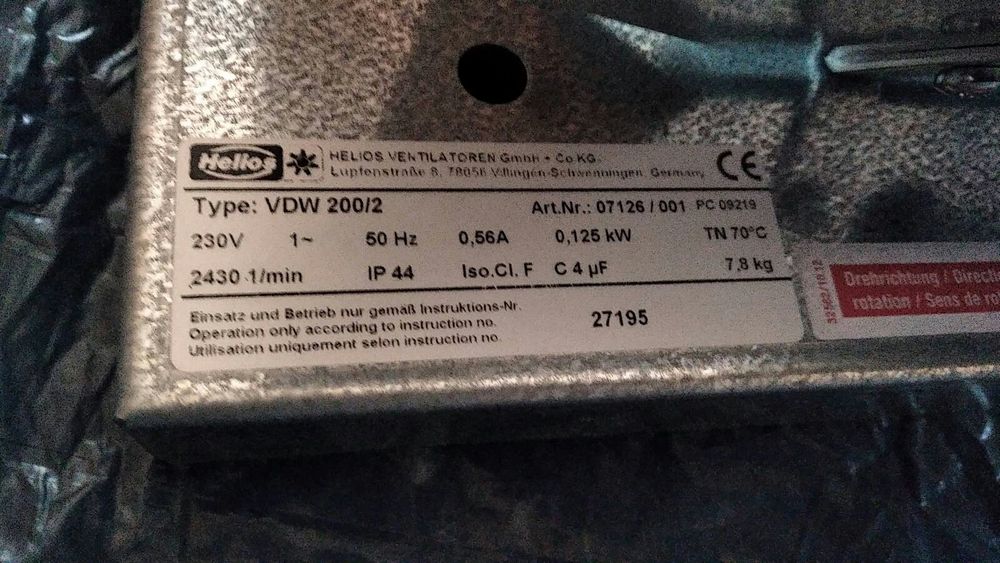 Helios
HELIOS VENTILATOREN GmbH + Co.KG.
Lupfenstraße 8, 78056 Villingen-Schwenningen, Germany
CE
Type: VDW 200/2 Art.Nr.: 07126 / 001 PC 09219
230V 1~ 50 Hz 0,56A 0,125 kW TN 70°C
2430 1/min IP 44 Iso.Cl. F C 4 µF 7,8 kg
Einsatz und Betrieb nur gemäß Instruktions-Nr.
Operation only according to instruction no.
Utilisation uniquement selon instruction no.
27195
Drehrichtung / Direct
rotation / Sens de ro